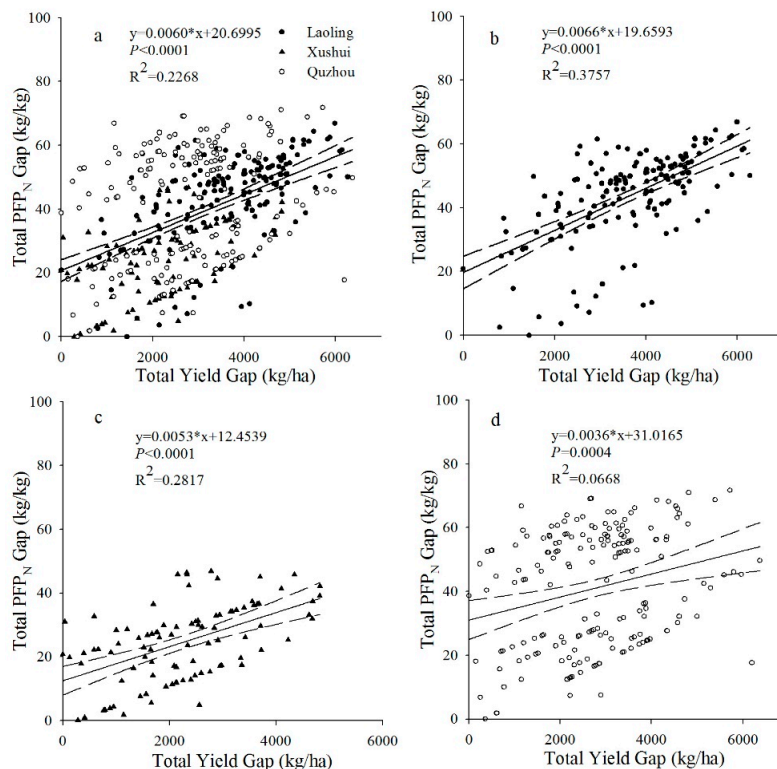 a
y=0.0060*x+20.6995
P<0.0001
R²=0.2268
Laoling
Xushui
Quzhou
100
80
60
40
20
0
Total PFP_N Gap (kg/kg)
0 2000 4000 6000
Total Yield Gap (kg/ha)
b
y=0.0066*x+19.6593
P<0.0001
R²=0.3757
100
80
60
40
20
0
Total PFP_N Gap (kg/kg)
0 2000 4000 6000
Total Yield Gap (kg/ha)
c
y=0.0053*x+12.4539
P<0.0001
R²=0.2817
100
80
60
40
20
0
Total PFP_N Gap (kg/kg)
0 2000 4000 6000
Total Yield Gap (kg/ha)
d
y=0.0036*x+31.0165
P=0.0004
R²=0.0668
100
80
60
40
20
0
Total PFP_N Gap (kg/kg)
0 2000 4000 6000
Total Yield Gap (kg/ha)